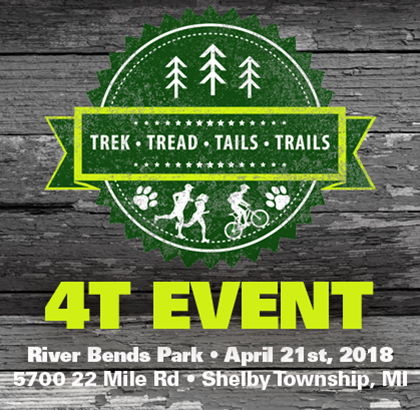 TREK • TREAD • TAILS • TRAILS
4T EVENT
River Bends Park • April 21st, 2018
5700 22 Mile Rd • Shelby Township, MI